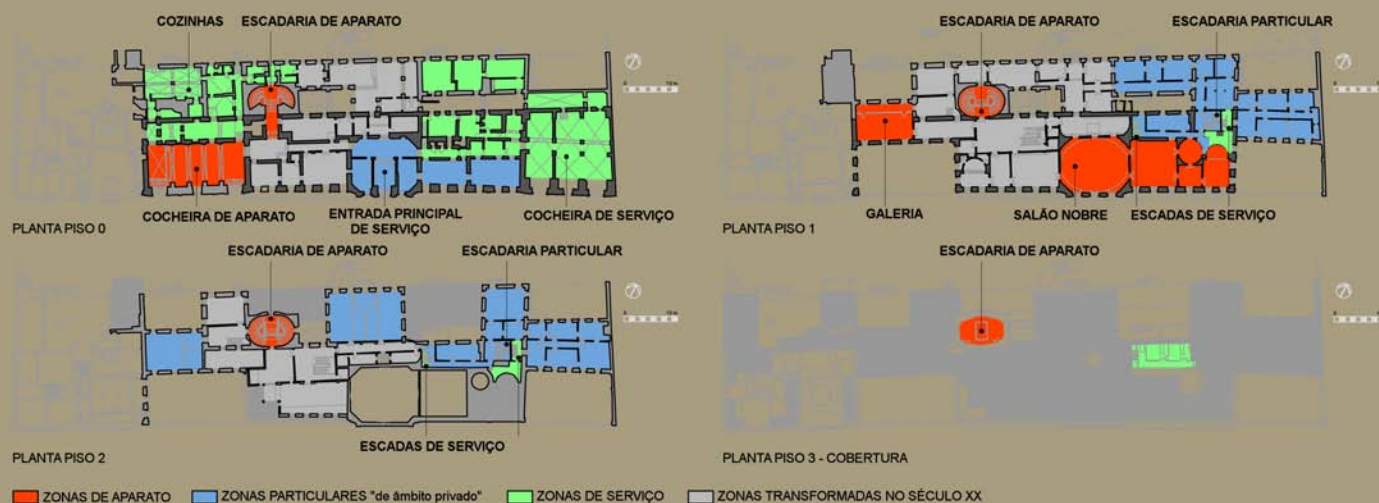 COZINHAS ESCADARIA DE APARATO
COCHEIRA DE APARATO ENTRADA PRINCIPAL DE SERVIÇO COCHEIRA DE SERVIÇO
PLANTA PISO 0
ESCADARIA DE APARATO ESCADARIA PARTICULAR
GALERIA SALÃO NOBRE ESCADAS DE SERVIÇO
PLANTA PISO 1
ESCADARIA DE APARATO ESCADARIA PARTICULAR
ESCADAS DE SERVIÇO
PLANTA PISO 2
ESCADARIA DE APARATO
PLANTA PISO 3 - COBERTURA
ZONAS DE APARATO ZONAS PARTICULARES "de âmbito privado" ZONAS DE SERVIÇO ZONAS TRANSFORMADAS NO SÉCULO XX